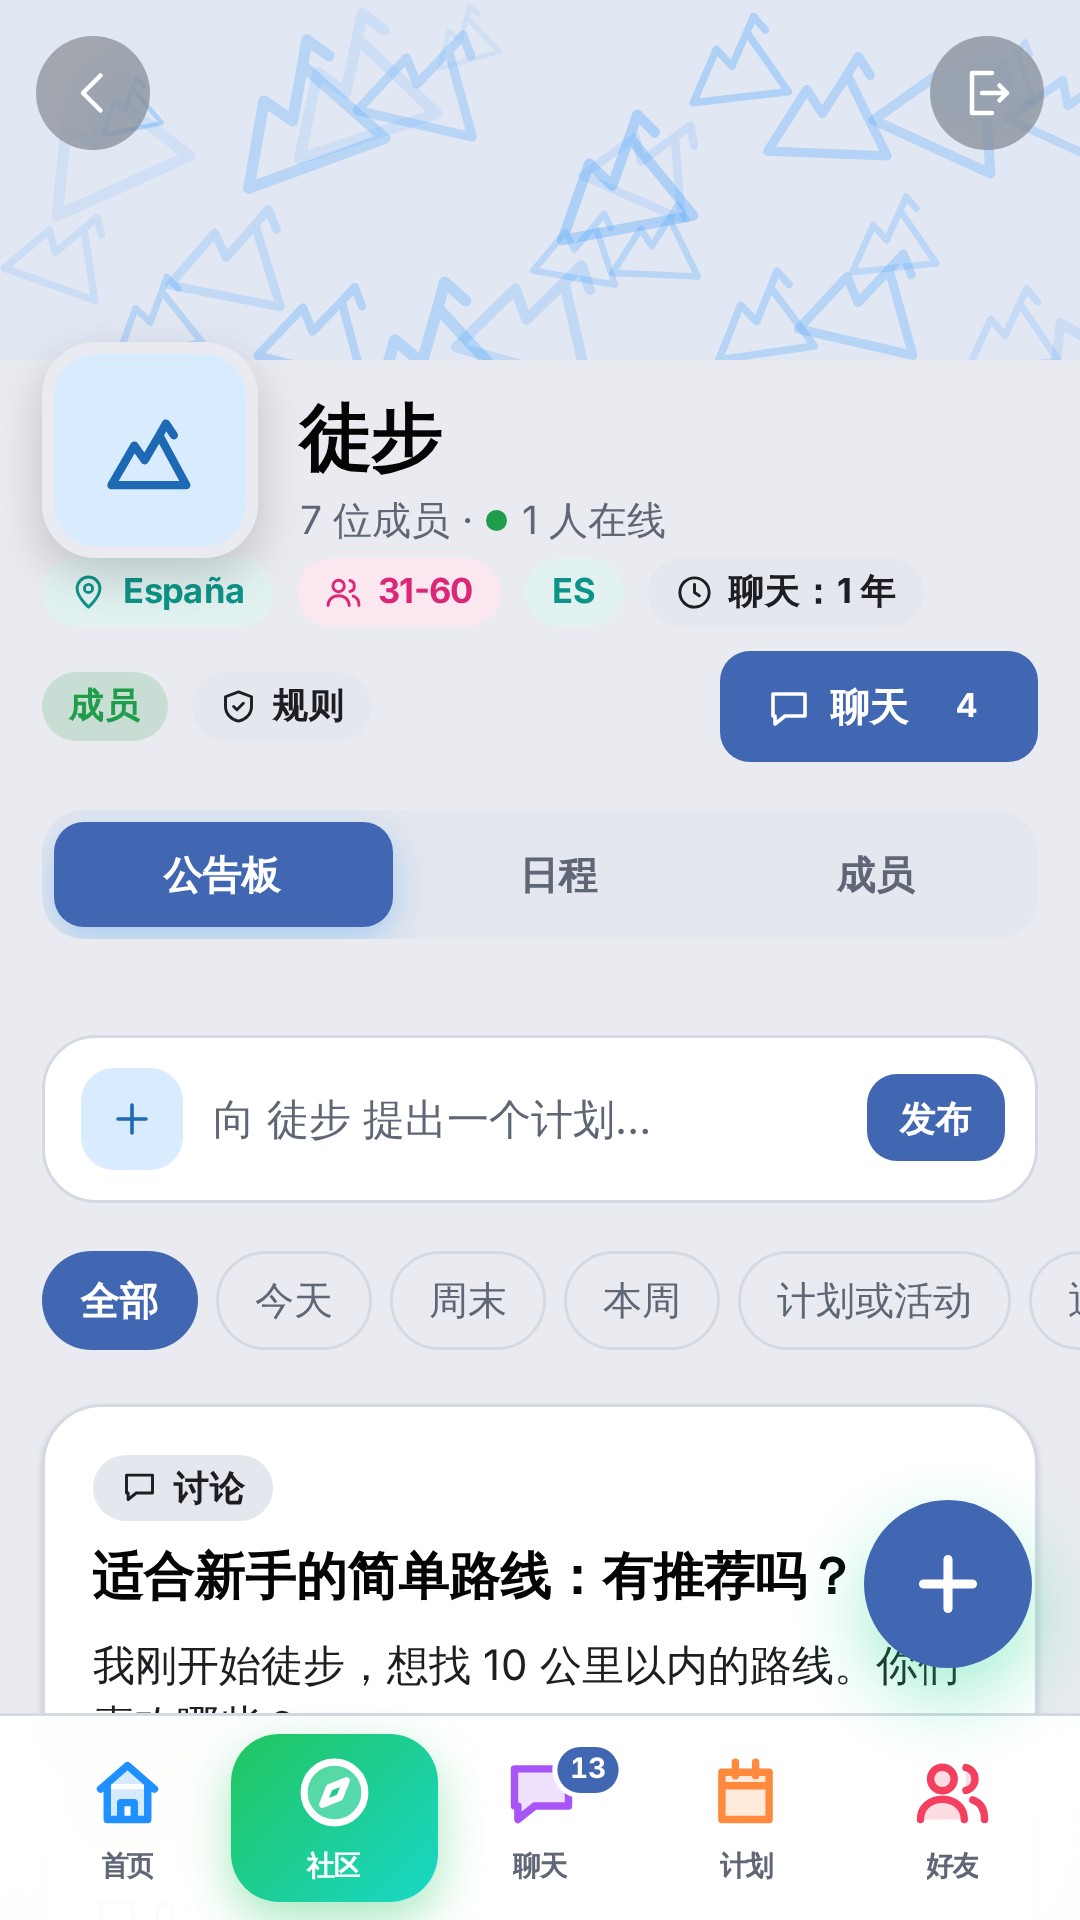 徒步
7 位成员 · 1 人在线
España
31-60
ES
聊天：1 年
成员
规则
聊天 4
公告板
日程
成员
向 徒步 提出一个计划...
发布
全部
今天
周末
本周
计划或活动
讨论
适合新手的简单路线：有推荐吗？
我刚开始徒步，想找 10 公里以内的路线。你们
13
首页
社区
聊天
计划
好友